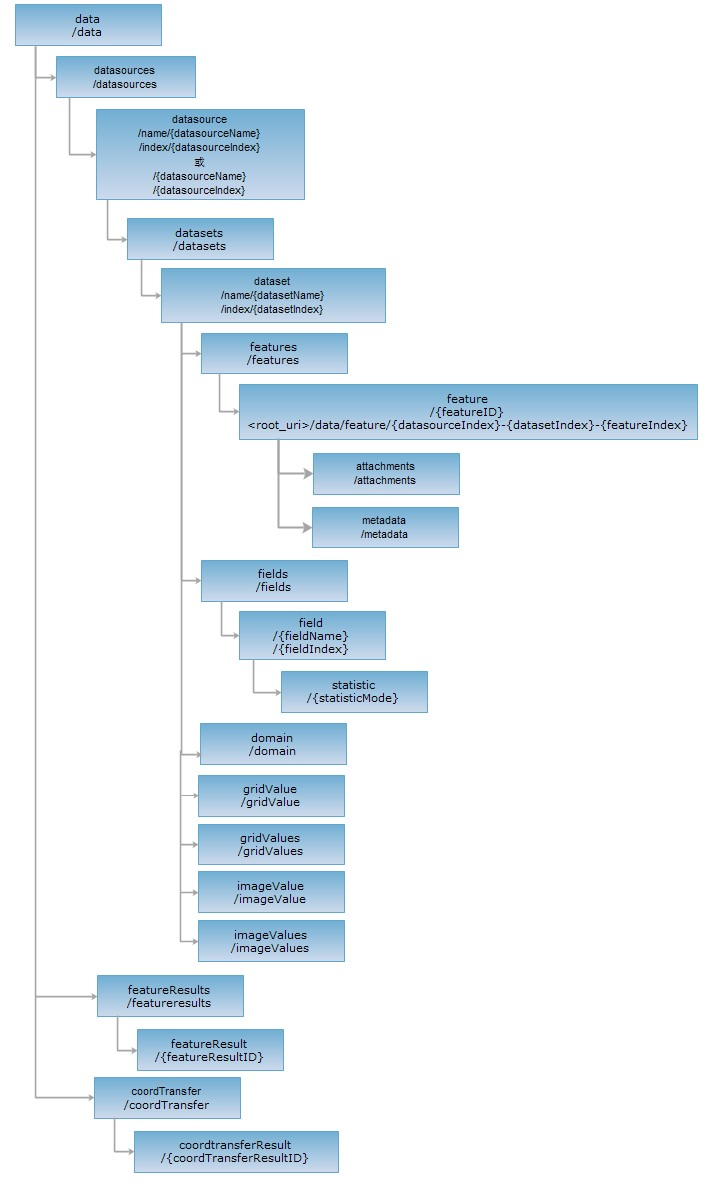 data
/data
datasources
/datasources
datasource
/name/{datasourceName}
/index/{datasourceIndex}
或
/{datasourceName}
/{datasourceIndex}
datasets
/datasets
dataset
/name/{datasetName}
/index/{datasetIndex}
features
/features
feature
/{featureID}
<root_uri>/data/feature/{datasourceIndex}-{datasetIndex}-{featureIndex}
attachments
/attachments
metadata
/metadata
fields
/fields
field
/{fieldName}
/{fieldIndex}
statistic
/{statisticMode}
domain
/domain
gridValue
/gridValue
gridValues
/gridValues
imageValue
/imageValue
imageValues
/imageValues
featureResults
/featureresults
featureResult
/{featureResultID}
coordTransfer
/coordTransfer
coordtransferResult
/{coordTransferResultID}